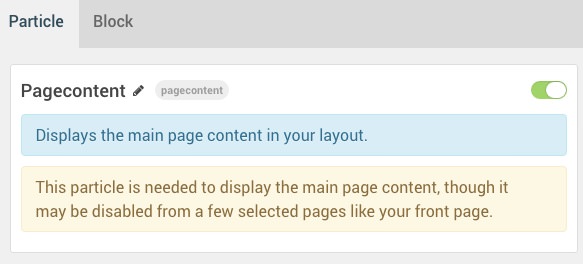 Particle Block
Pagecontent pagecontent
Displays the main page content in your layout.
This particle is needed to display the main page content, though it
may be disabled from a few selected pages like your front page.